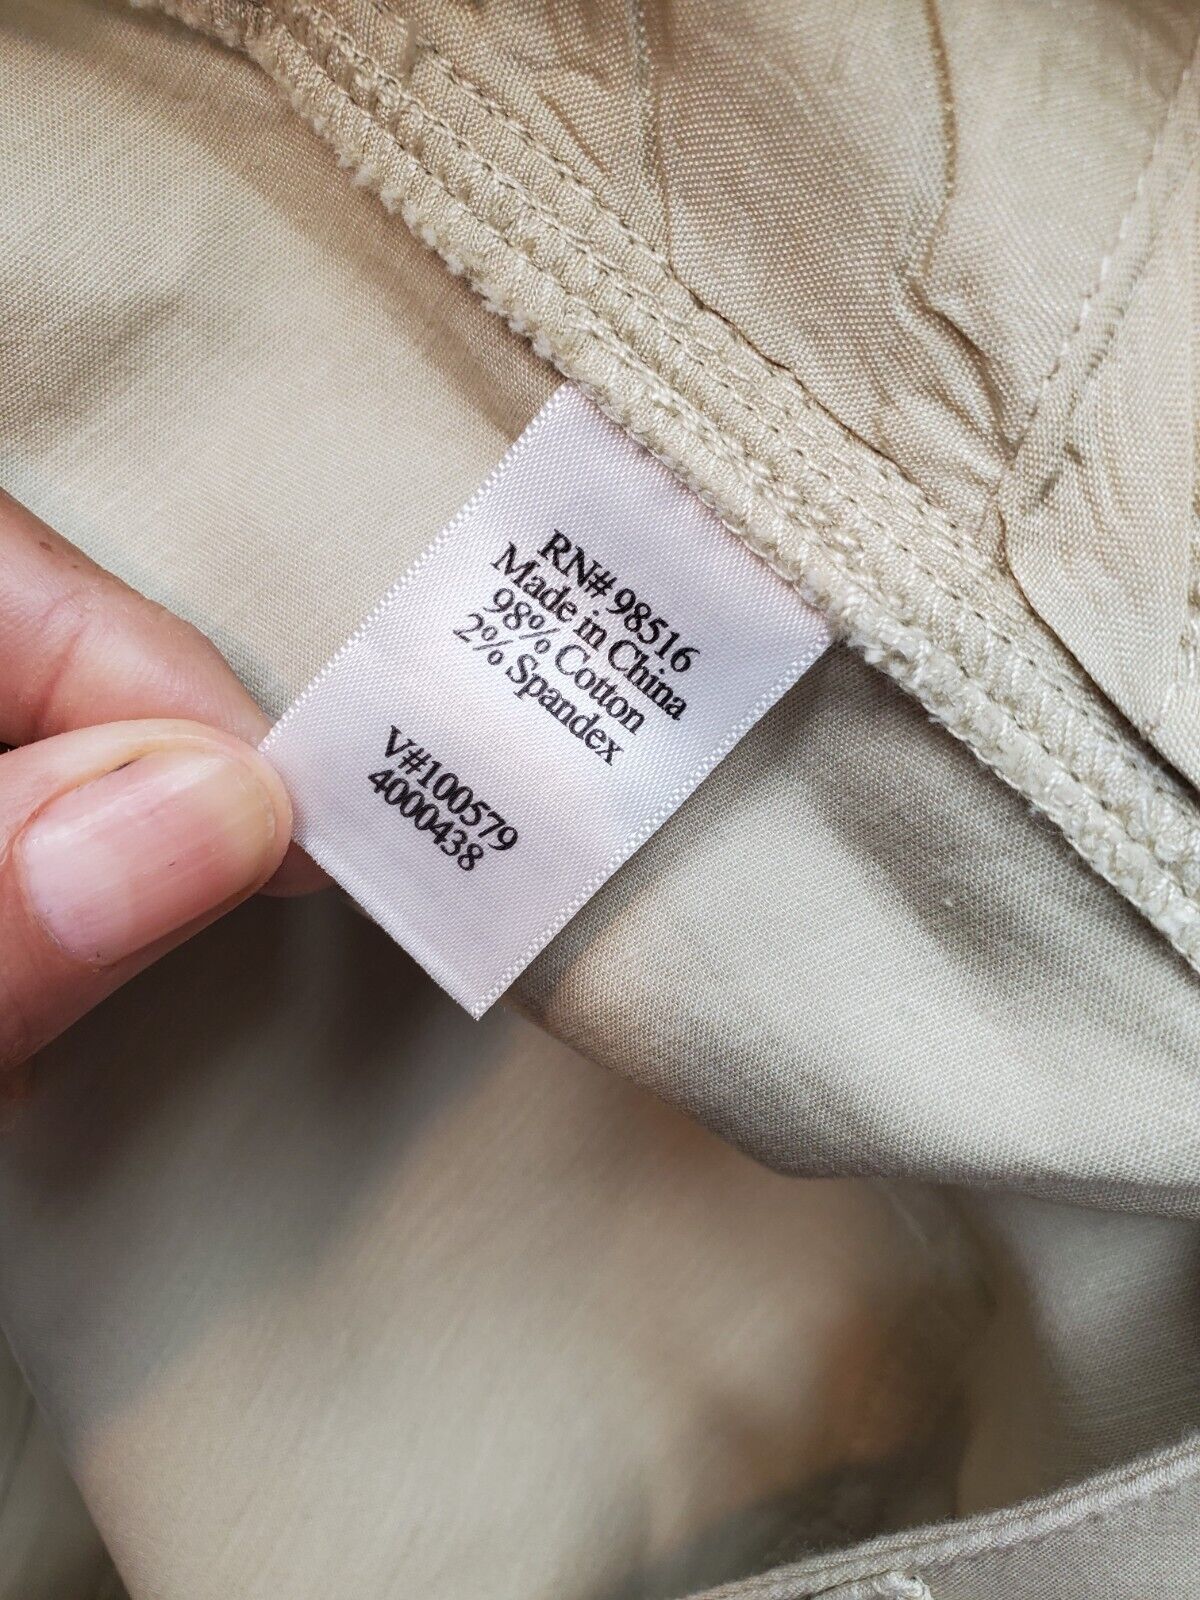 RN# 98516
Made in China
98% Cotton
2% Spandex
V#100579
4000438